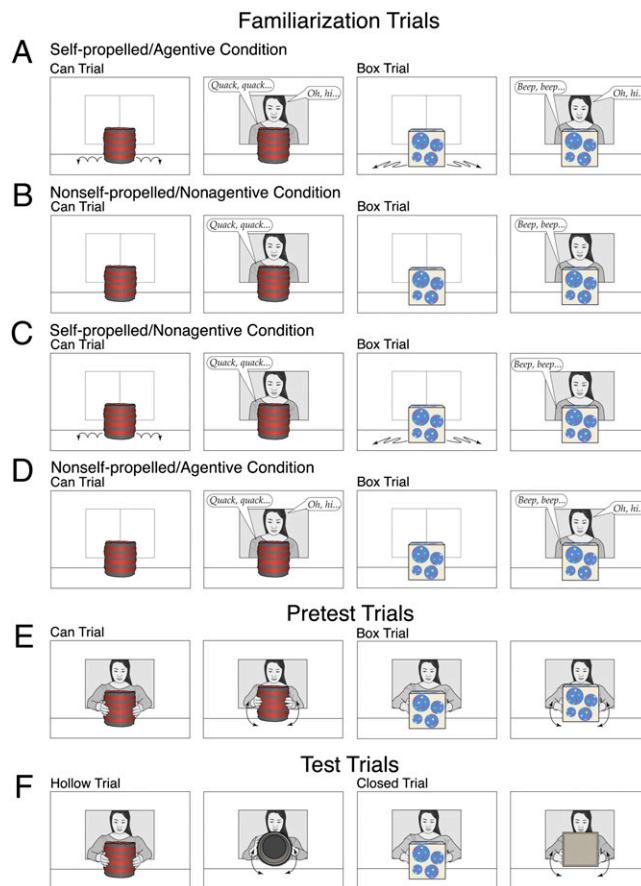 Familiarization Trials
A Self-propelled/Agentive Condition
Can Trial
Box Trial
Quack, quack...
Oh, hi...
Beep, beep...
Oh, hi...
B Nonself-propelled/Nonagentive Condition
Can Trial
Box Trial
Quack, quack...
Beep, beep...
C Self-propelled/Nonagentive Condition
Can Trial
Box Trial
Quack, quack...
Beep, beep...
D Nonself-propelled/Agentive Condition
Can Trial
Box Trial
Quack, quack...
Oh, hi...
Beep, beep...
Oh, hi...
Pretest Trials
E Can Trial
Box Trial
Test Trials
F Hollow Trial
Closed Trial